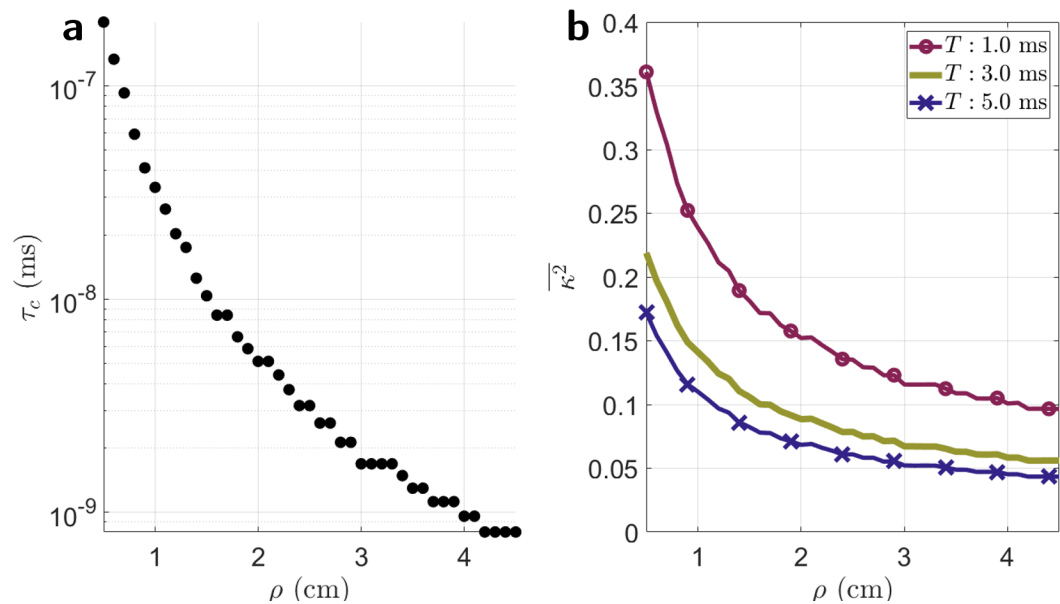 a
10⁻⁷
10⁻⁸
10⁻⁹
τ_c (ms)
1 2 3 4
ρ (cm)
b
0.4
0.35
0.3
0.25
0.2
0.15
0.1
0.05
0
κ̅²
T : 1.0 ms
T : 3.0 ms
T : 5.0 ms
1 2 3 4
ρ (cm)